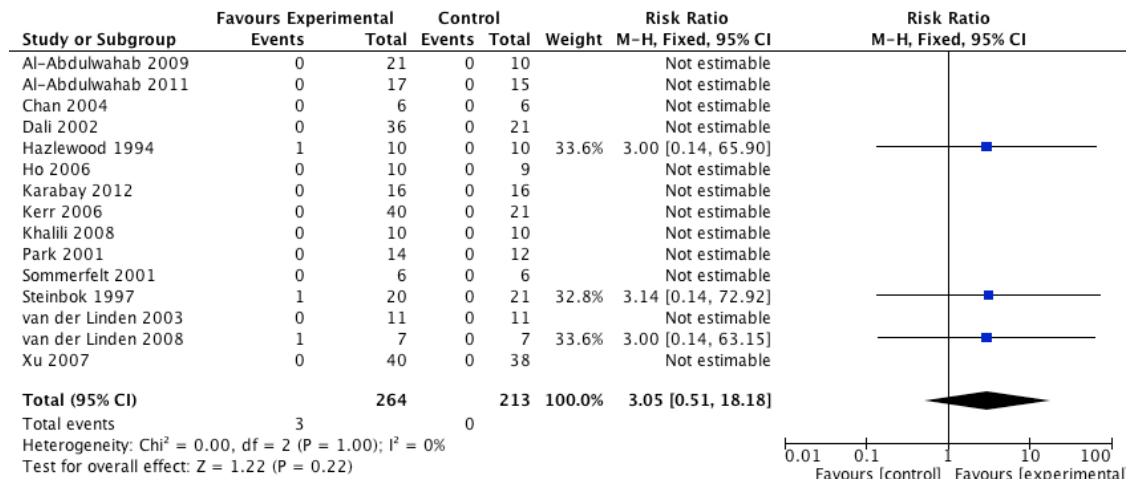 Favours Experimental Control Risk Ratio Risk Ratio
Study or Subgroup Events Total Events Total Weight M-H, Fixed, 95% CI M-H, Fixed, 95% CI
Al-Abdulwahab 2009 0 21 0 10 Not estimable
Al-Abdulwahab 2011 0 17 0 15 Not estimable
Chan 2004 0 6 0 6 Not estimable
Dali 2002 0 36 0 21 Not estimable
Hazlewood 1994 1 10 0 10 33.6% 3.00 [0.14, 65.90]
Ho 2006 0 10 0 9 Not estimable
Karabay 2012 0 16 0 16 Not estimable
Kerr 2006 0 40 0 21 Not estimable
Khalili 2008 0 10 0 10 Not estimable
Park 2001 0 14 0 12 Not estimable
Sommerfelt 2001 0 6 0 6 Not estimable
Steinbok 1997 1 20 0 21 32.8% 3.14 [0.14, 72.92]
van der Linden 2003 0 11 0 11 Not estimable
van der Linden 2008 1 7 0 7 33.6% 3.00 [0.14, 63.15]
Xu 2007 0 40 0 38 Not estimable
Total (95% CI) 264 213 100.0% 3.05 [0.51, 18.18]
Total events 3 0
Heterogeneity: Chi² = 0.00, df = 2 (P = 1.00); I² = 0%
Test for overall effect: Z = 1.22 (P = 0.22)
0.01 0.1 1 10 100
Favours [control] Favours [experimental]